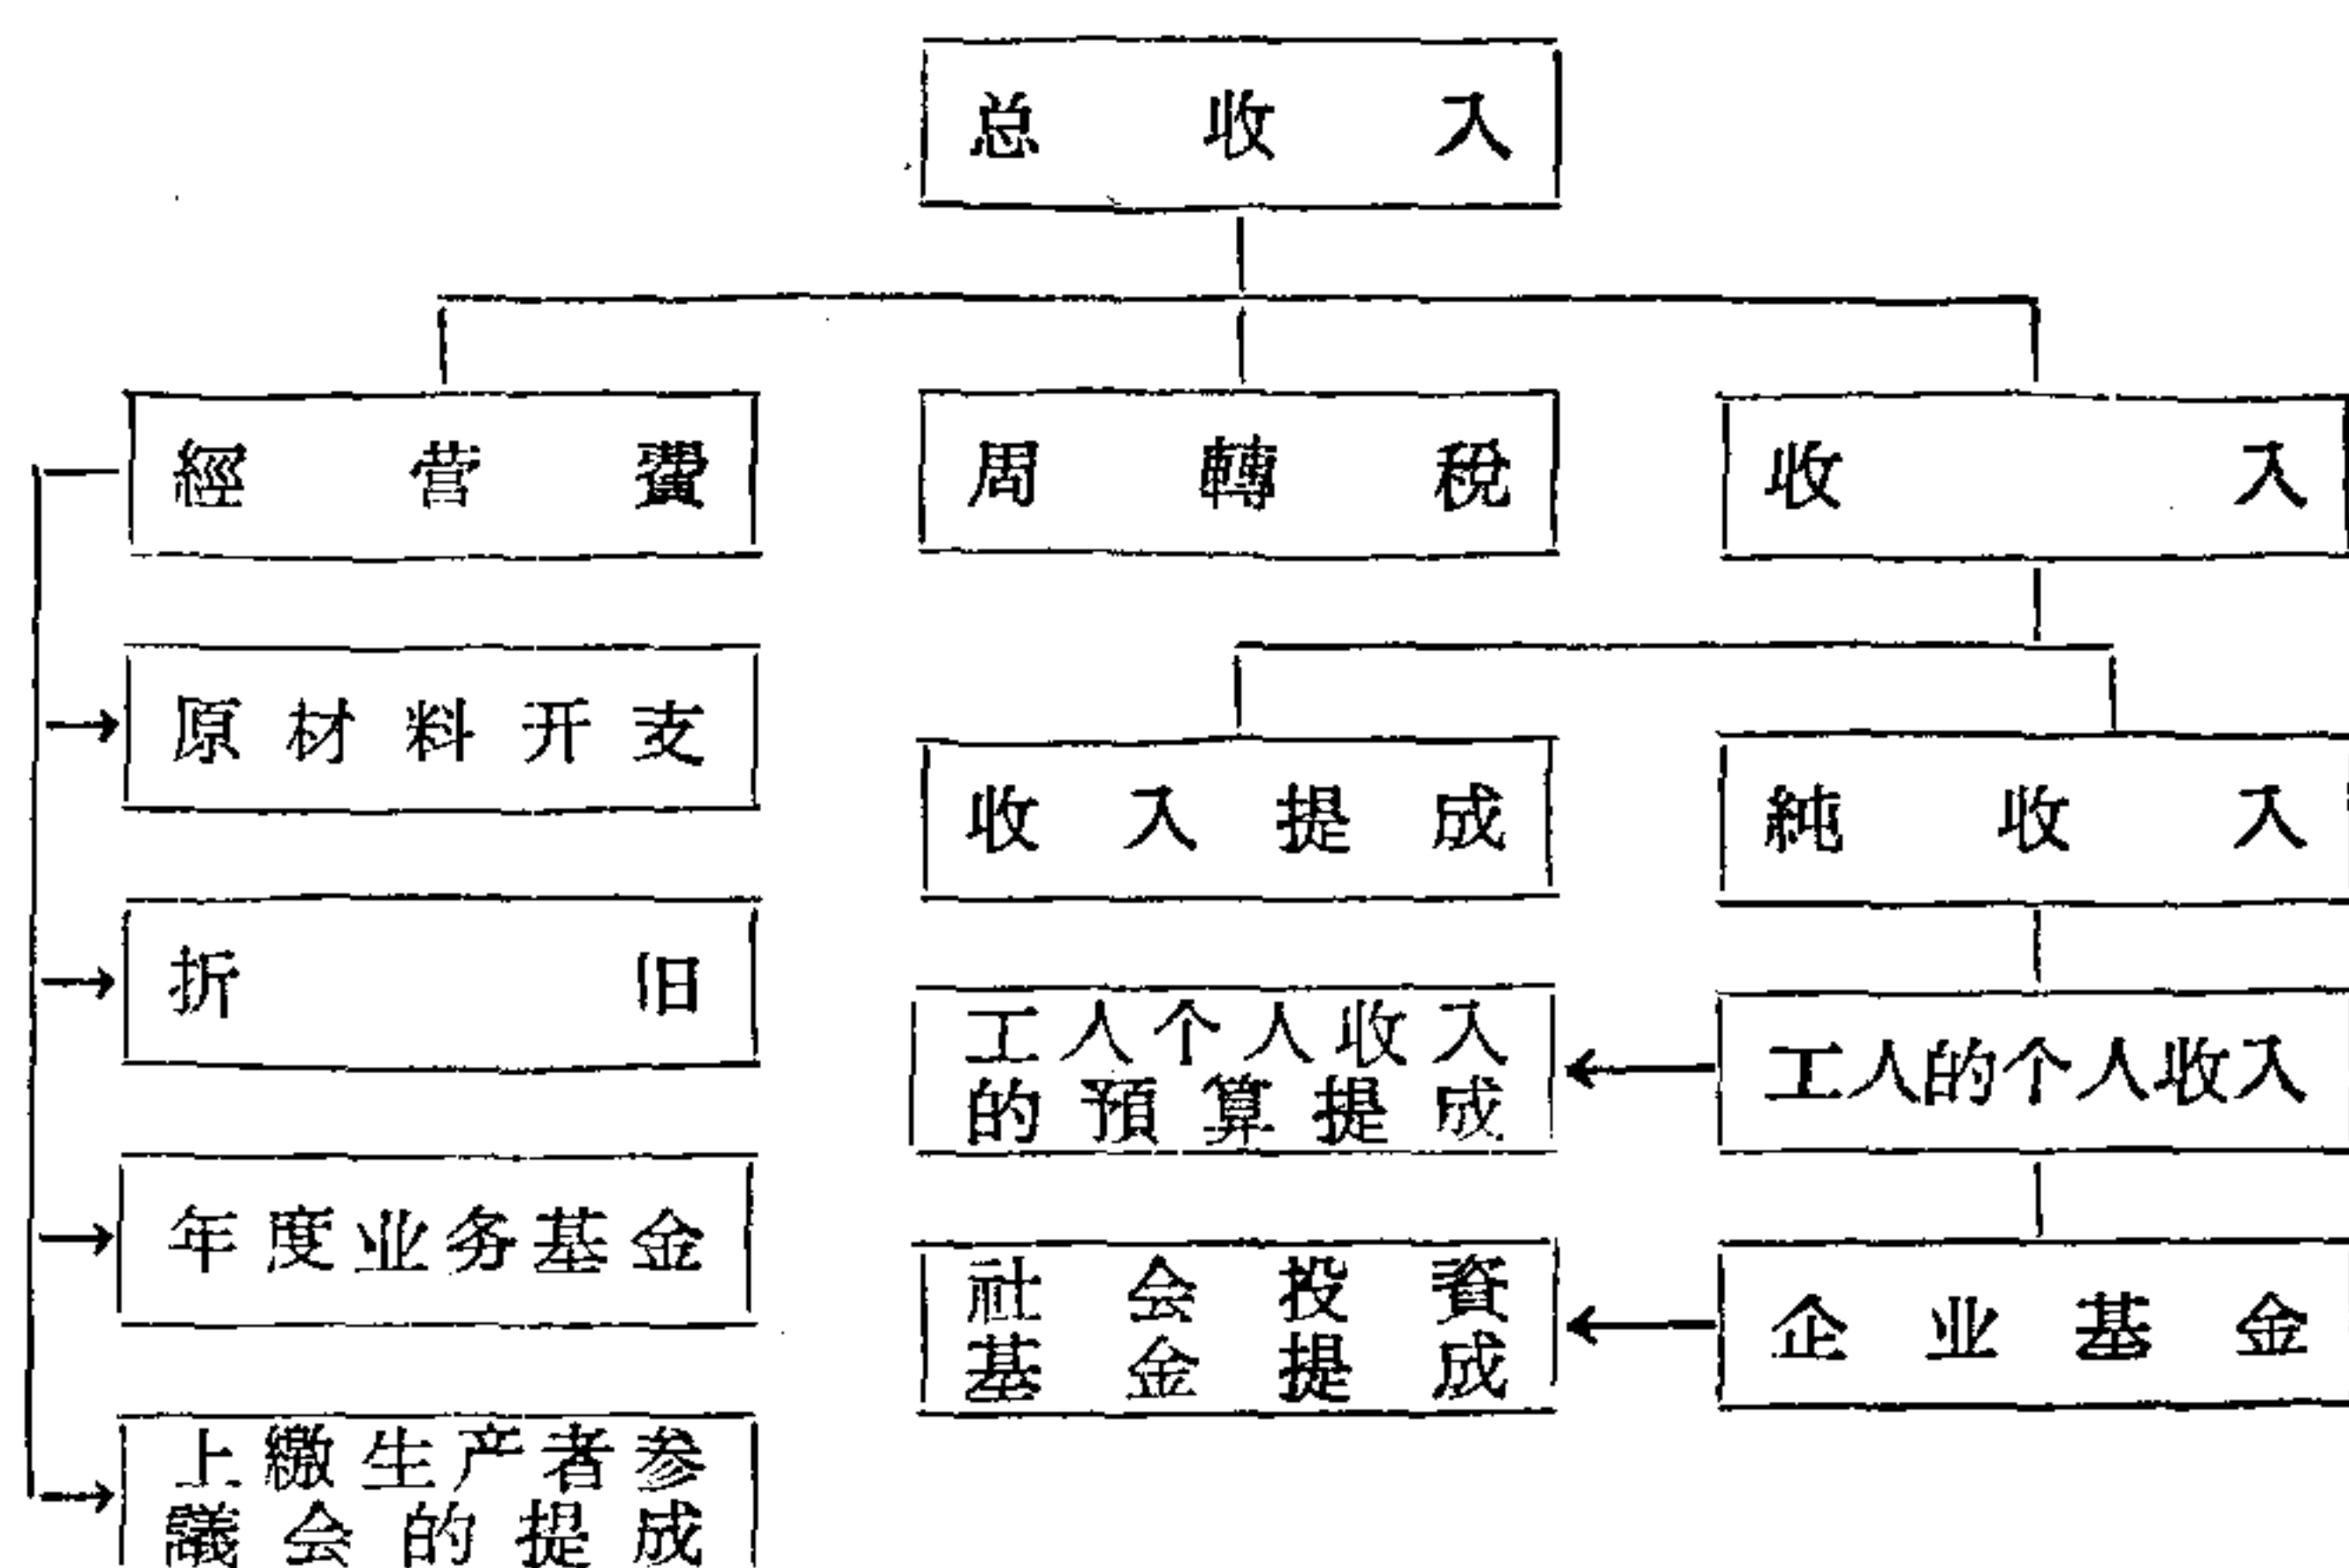 总收入
經营費
周轉稅
收入
原材料开支
收入提成
純收入
折旧
工人个人收入
的預算提成
工人的个人收入
年度业务基金
社会投資
基金提成
企业基金
上繳生产者参
議会的提成